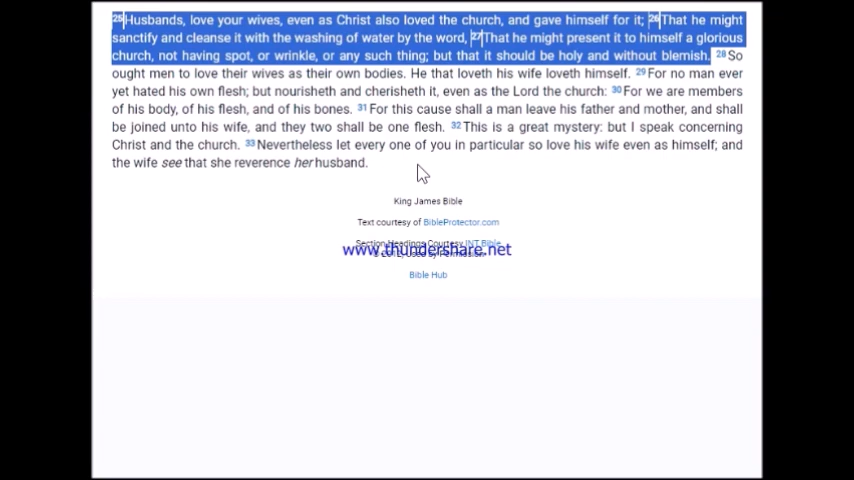 25Husbands, love your wives, even as Christ also loved the church, and gave himself for it; 26That he might
sanctify and cleanse it with the washing of water by the word, 27That he might present it to himself a glorious
church, not having spot, or wrinkle, or any such thing; but that it should be holy and without blemish. 28So
ought men to love their wives as their own bodies. He that loveth his wife loveth himself. 29For no man ever
yet hated his own flesh; but nourisheth and cherisheth it, even as the Lord the church: 30For we are members
of his body, of his flesh, and of his bones. 31For this cause shall a man leave his father and mother, and shall
be joined unto his wife, and they two shall be one flesh. 32This is a great mystery: but I speak concerning
Christ and the church. 33Nevertheless let every one of you in particular so love his wife even as himself; and
the wife see that she reverence her husband.
King James Bible
Text courtesy of BibleProtector.com
Section Headings Courtesy INT Bible
www.thundershare.net
Bible Hub